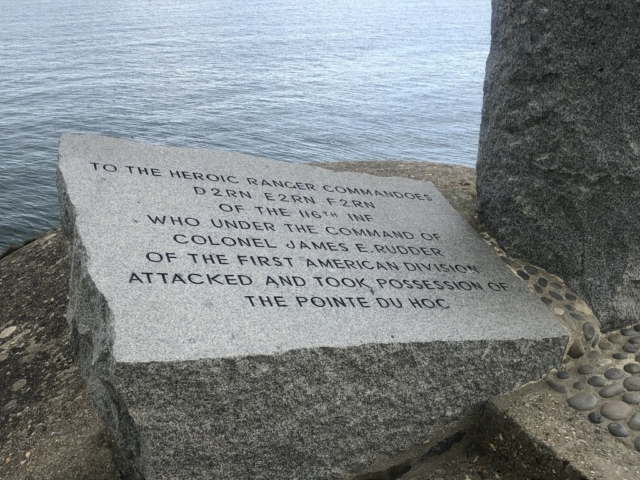 TO THE HEROIC RANGER COMMANDOES
D2RN E2RN F2RN
OF THE 116TH INF
WHO UNDER THE COMMAND OF
COLONEL JAMES E. RUDDER
OF THE FIRST AMERICAN DIVISION
ATTACKED AND TOOK POSSESSION OF
THE POINTE DU HOC